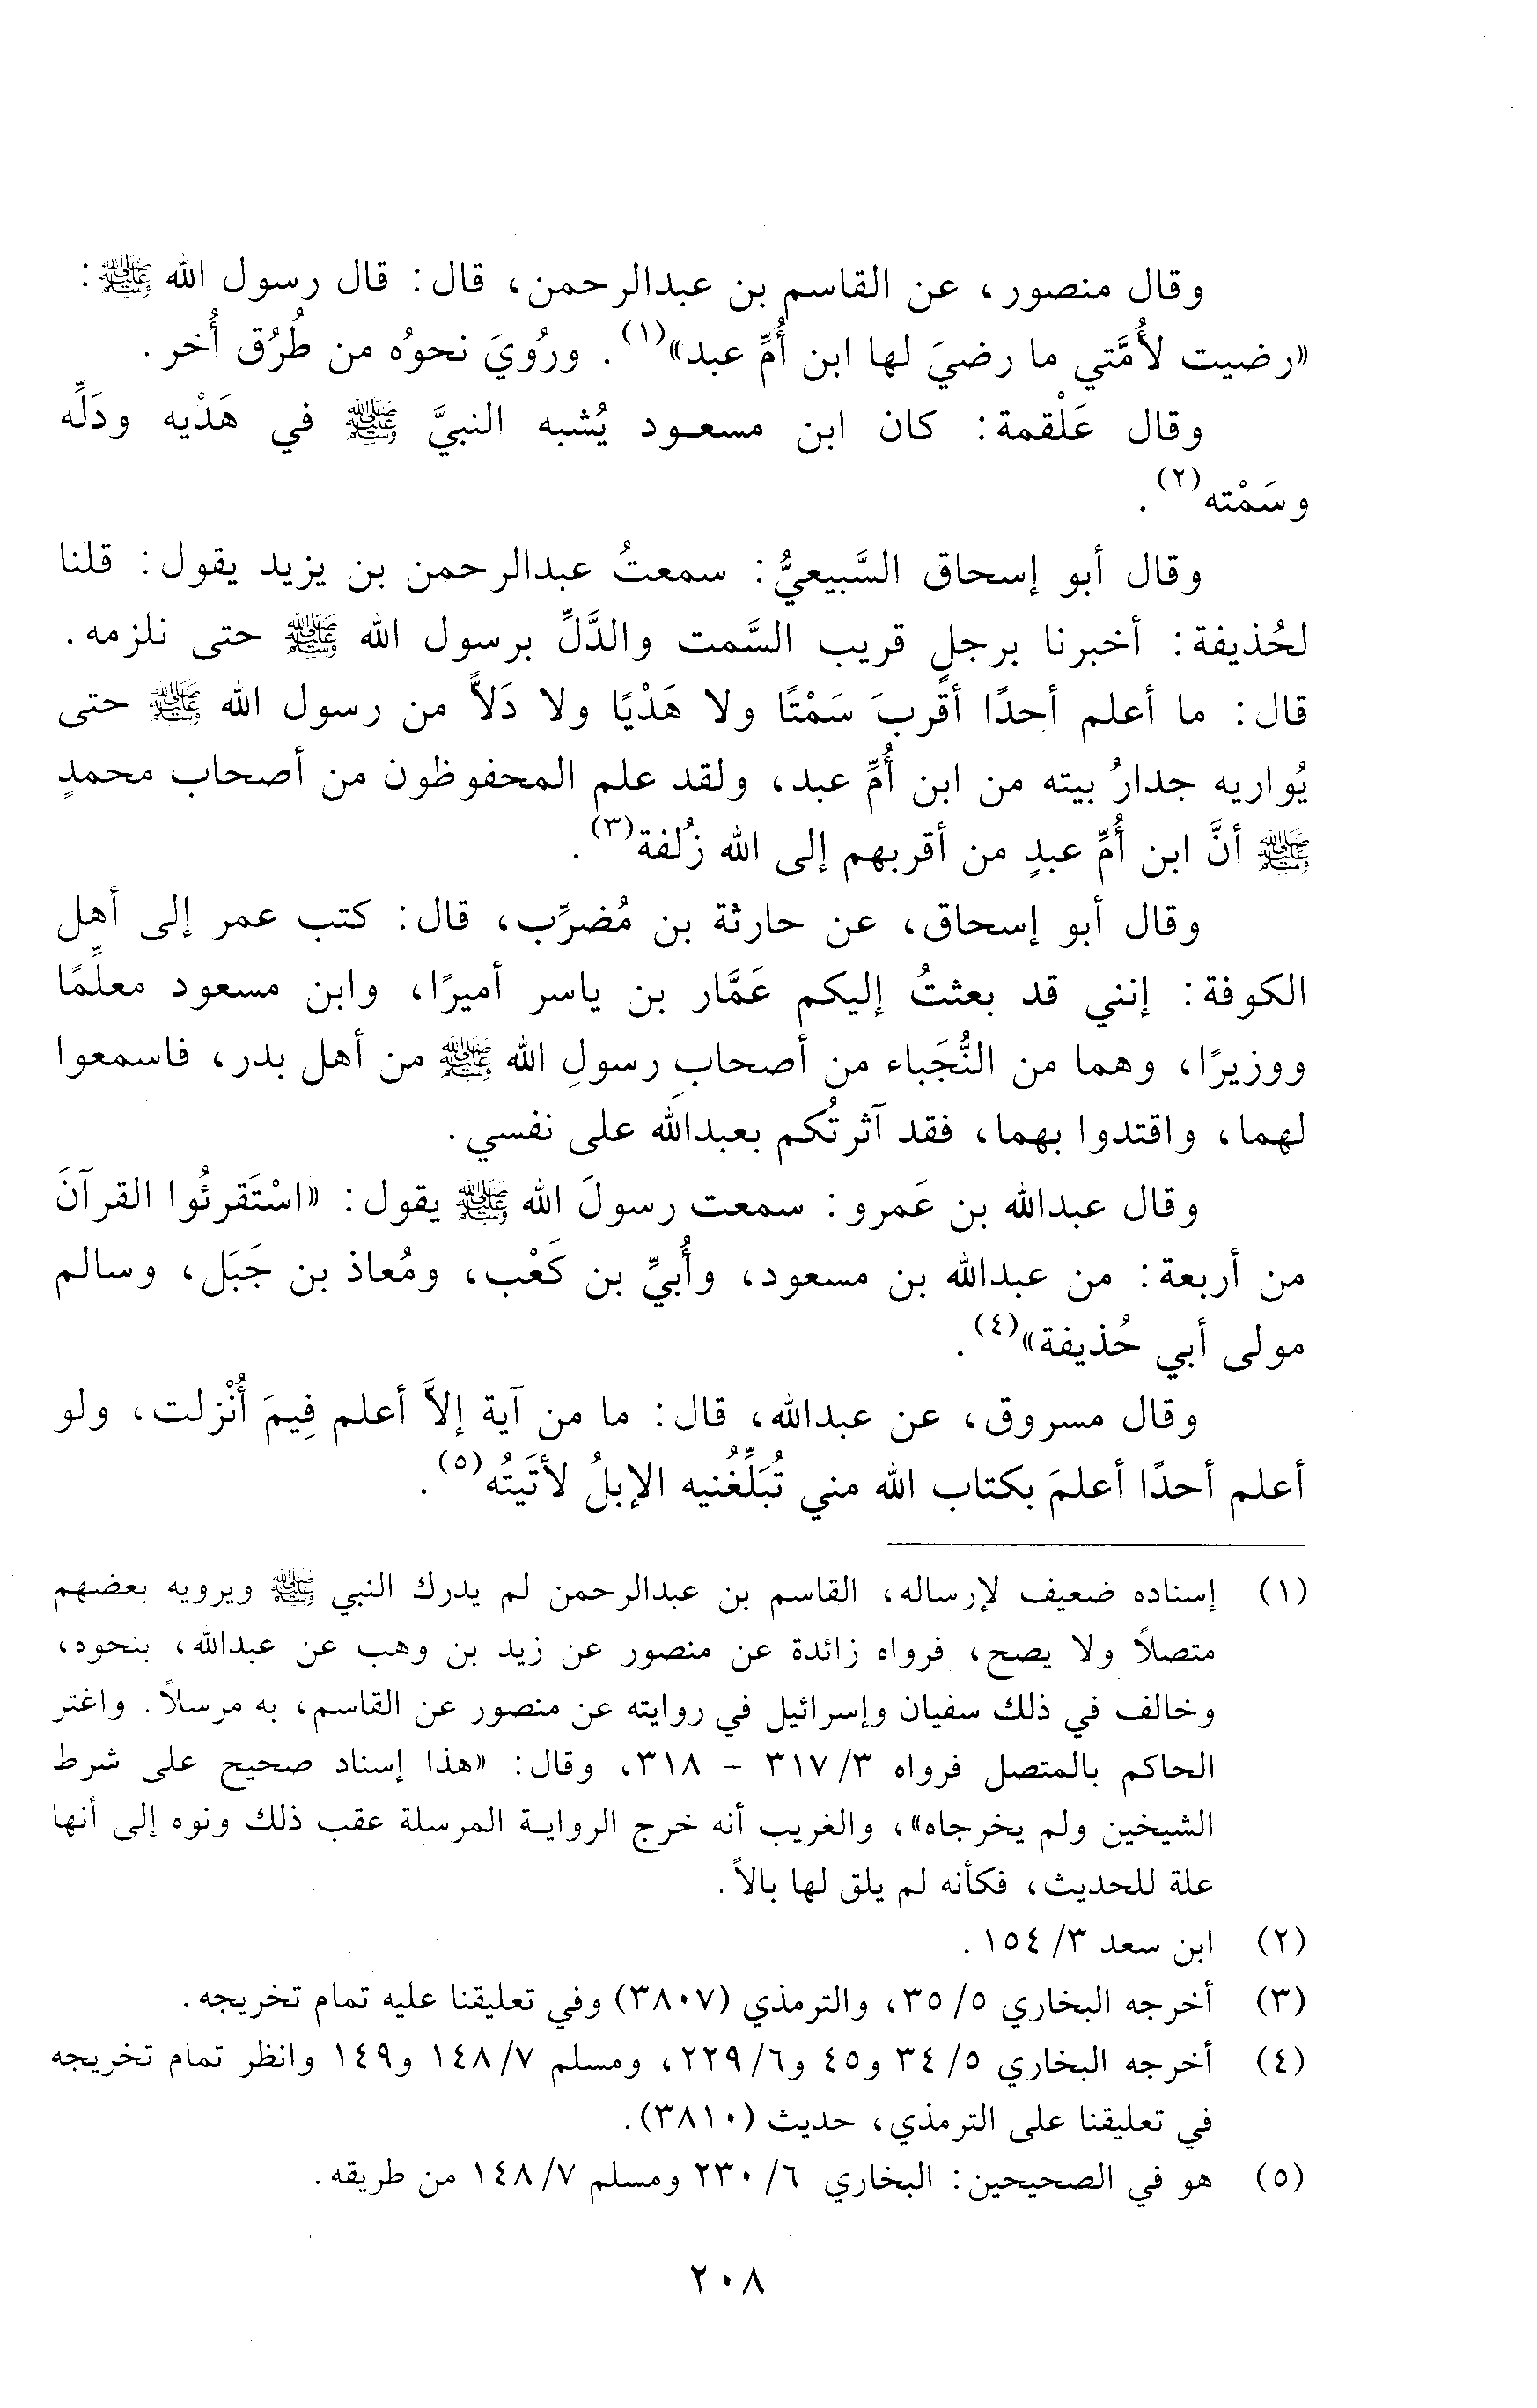 وقال منصور، عن القاسم بن عبدالرحمن، قال: قال رسول الله ﷺ:
«رضيت لأُمَّتي ما رضيَ لها ابن أُمِّ عبد»(١). ورُويَ نحوُه من طُرُق أُخر.
وقال عَلْقمة: كان ابن مسعود يُشبه النبيَّ ﷺ في هَدْيه ودَلِّه
وسَمْته(٢).
وقال أبو إسحاق السَّبيعيُّ: سمعتُ عبدالرحمن بن يزيد يقول: قلنا
لحُذيفة: أخبرنا برجلٍ قريب السَّمت والدَّلِّ برسول الله ﷺ حتى نلزمه.
قال: ما أعلم أحدًا أقربَ سَمْتًا ولا هَدْيًا ولا دَلاًّ من رسول الله ﷺ حتى
يُواريه جدارُ بيته من ابن أُمِّ عبد، ولقد علم المحفوظون من أصحاب محمدٍ
ﷺ أنَّ ابن أُمِّ عبدٍ من أقربهم إلى الله زُلفة(٣).
وقال أبو إسحاق، عن حارثة بن مُضرِّب، قال: كتب عمر إلى أهل
الكوفة: إنني قد بعثتُ إليكم عَمَّار بن ياسر أميرًا، وابن مسعود معلِّمًا
ووزيرًا، وهما من النُّجَباء من أصحابِ رسولِ الله ﷺ من أهل بدر، فاسمعوا
لهما، واقتدوا بهما، فقد آثرتُكم بعبدالله على نفسي.
وقال عبدالله بن عَمرو: سمعت رسولَ الله ﷺ يقول: «اسْتَقرئُوا القرآنَ
من أربعة: من عبدالله بن مسعود، وأُبيِّ بن كَعْب، ومُعاذ بن جَبَل، وسالم
مولى أبي حُذيفة»(٤).
وقال مسروق، عن عبدالله، قال: ما من آية إلاَّ أعلم فِيمَ أُنْزلت، ولو
أعلم أحدًا أعلمَ بكتاب الله مني تُبَلِّغُنيه الإبلُ لأتَيتُه(٥).
(١) إسناده ضعيف لإرساله، القاسم بن عبدالرحمن لم يدرك النبي ﷺ ويرويه بعضهم
متصلاً ولا يصح، فرواه زائدة عن منصور عن زيد بن وهب عن عبدالله، بنحوه،
وخالف في ذلك سفيان وإسرائيل في روايته عن منصور عن القاسم، به مرسلاً. واغتر
الحاكم بالمتصل فرواه ٣/ ٣١٧ - ٣١٨، وقال: «هذا إسناد صحيح على شرط
الشيخين ولم يخرجاه»، والغريب أنه خرج الرواية المرسلة عقب ذلك ونوه إلى أنها
علة للحديث، فكأنه لم يلق لها بالاً.
(٢) ابن سعد ٣/ ١٥٤.
(٣) أخرجه البخاري ٥/ ٣٥، والترمذي (٣٨٠٧) وفي تعليقنا عليه تمام تخريجه.
(٤) أخرجه البخاري ٥/ ٣٤ و٤٥ و٦/ ٢٢٩، ومسلم ٧/ ١٤٨ و١٤٩ وانظر تمام تخريجه
في تعليقنا على الترمذي، حديث (٣٨١٠).
(٥) هو في الصحيحين: البخاري ٦/ ٢٣٠ ومسلم ٧/ ١٤٨ من طريقه.
٢٠٨